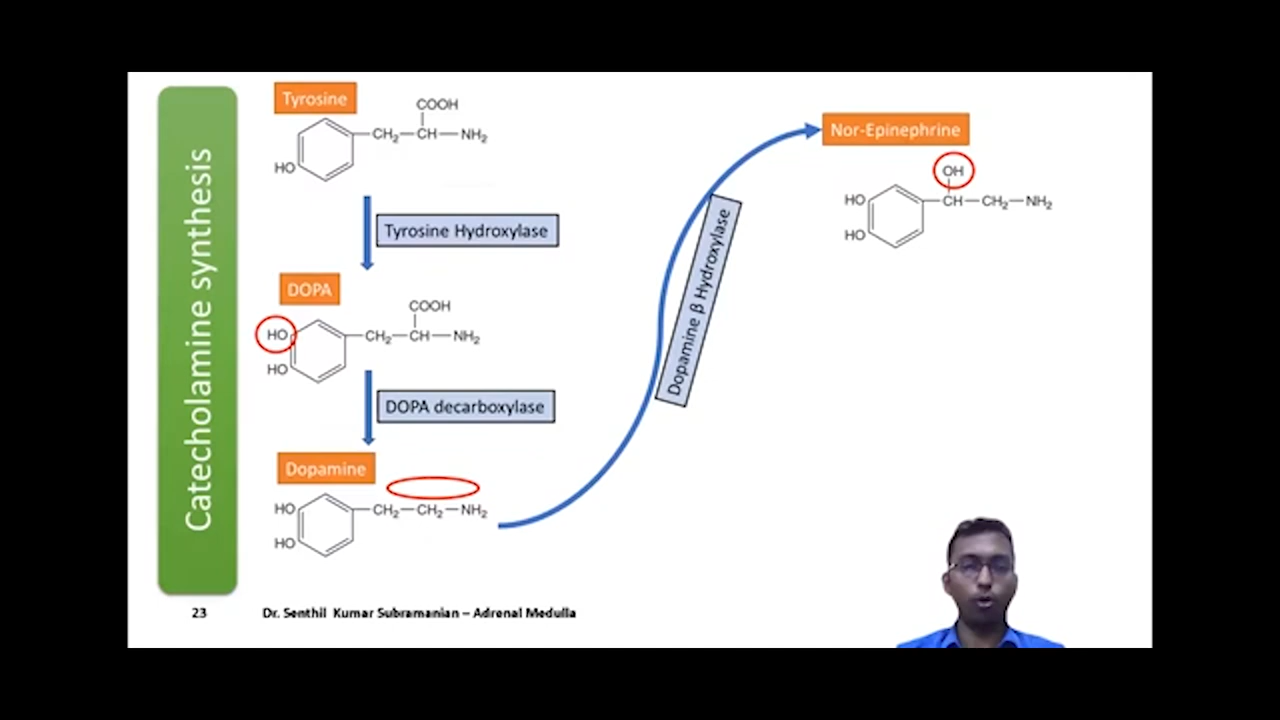 Catecholamine synthesis
Tyrosine
COOH
CH₂—CH—NH₂
HO
Tyrosine Hydroxylase
DOPA
COOH
HO
CH₂—CH—NH₂
HO
DOPA decarboxylase
Dopamine
HO
CH₂—CH₂—NH₂
HO
Dopamine β Hydroxylase
Nor-Epinephrine
OH
HO
CH—CH₂—NH₂
HO
23
Dr. Senthil Kumar Subramanian – Adrenal Medulla